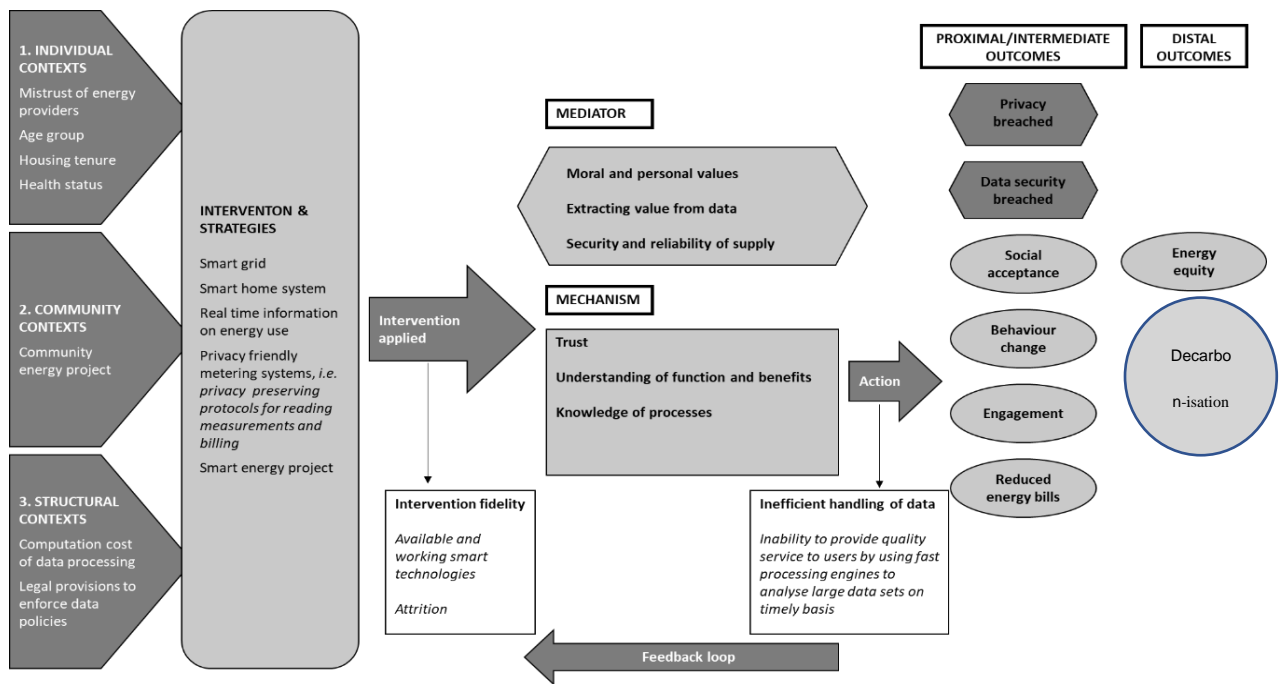 1. INDIVIDUAL
CONTEXTS
Mistrust of energy
providers
Age group
Housing tenure
Health status
2. COMMUNITY
CONTEXTS
Community
energy project
3. STRUCTURAL
CONTEXTS
Computation cost
of data processing
Legal provisions to
enforce data
policies
INTERVENTON &
STRATEGIES
Smart grid
Smart home system
Real time information
on energy use
Privacy friendly
metering systems, i.e.
privacy preserving
protocols for reading
measurements and
billing
Smart energy project
Intervention
applied
Intervention fidelity
Available and
working smart
technologies
Attrition
MEDIATOR
Moral and personal values
Extracting value from data
Security and reliability of supply
MECHANISM
Trust
Understanding of function and benefits
Knowledge of processes
Action
Inefficient handling of data
Inability to provide quality
service to users by using fast
processing engines to
analyse large data sets on
timely basis
Feedback loop
PROXIMAL/INTERMEDIATE
OUTCOMES
Privacy
breached
Data security
breached
Social
acceptance
Behaviour
change
Engagement
Reduced
energy bills
DISTAL
OUTCOMES
Energy
equity
Decarbo
n-isation